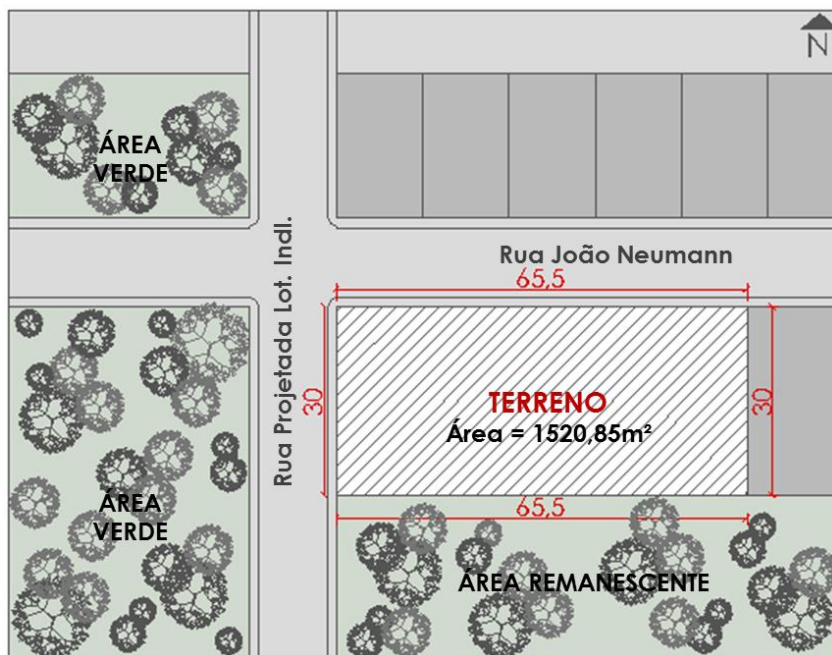 N
ÁREA
VERDE
Rua Projetada Lot. Indl.
Rua João Neumann
65,5
30
TERRENO
Área = 1520,85m²
30
65,5
ÁREA
VERDE
ÁREA REMANESCENTE